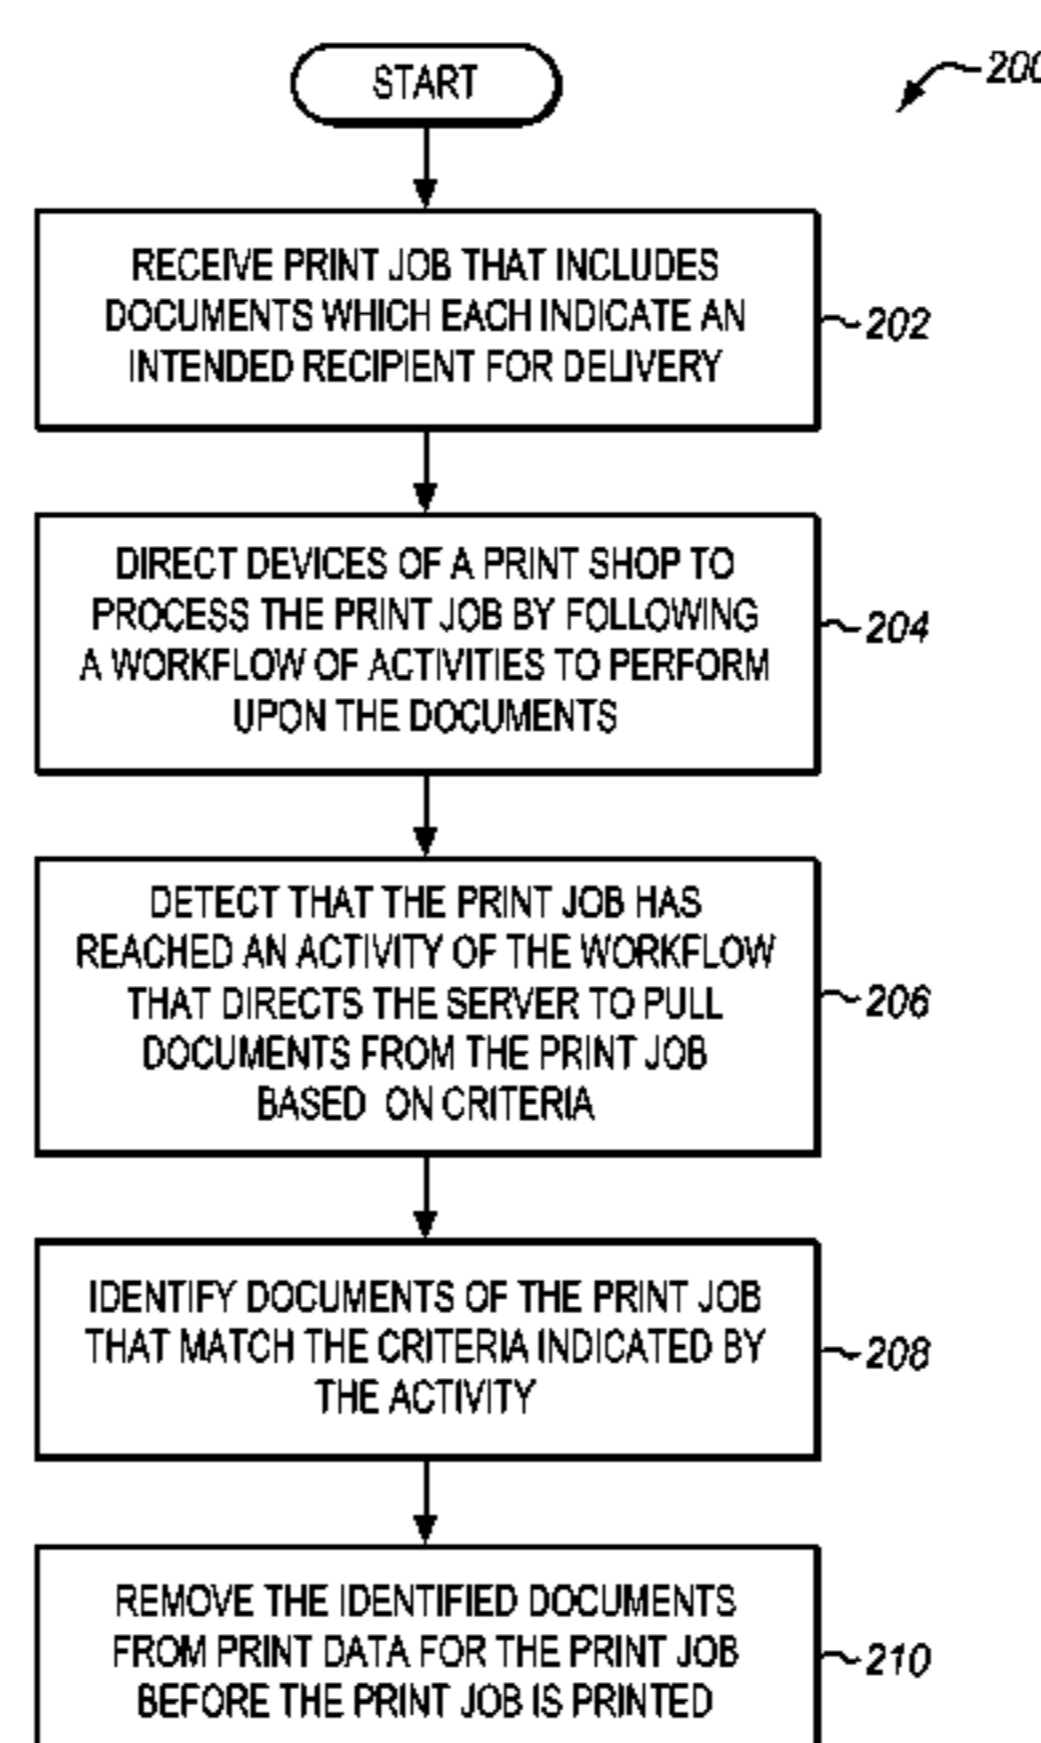 START
200
RECEIVE PRINT JOB THAT INCLUDES
DOCUMENTS WHICH EACH INDICATE AN
INTENDED RECIPIENT FOR DELIVERY
202
DIRECT DEVICES OF A PRINT SHOP TO
PROCESS THE PRINT JOB BY FOLLOWING
A WORKFLOW OF ACTIVITIES TO PERFORM
UPON THE DOCUMENTS
204
DETECT THAT THE PRINT JOB HAS
REACHED AN ACTIVITY OF THE WORKFLOW
THAT DIRECTS THE SERVER TO PULL
DOCUMENTS FROM THE PRINT JOB
BASED ON CRITERIA
206
IDENTIFY DOCUMENTS OF THE PRINT JOB
THAT MATCH THE CRITERIA INDICATED BY
THE ACTIVITY
208
REMOVE THE IDENTIFIED DOCUMENTS
FROM PRINT DATA FOR THE PRINT JOB
BEFORE THE PRINT JOB IS PRINTED
210